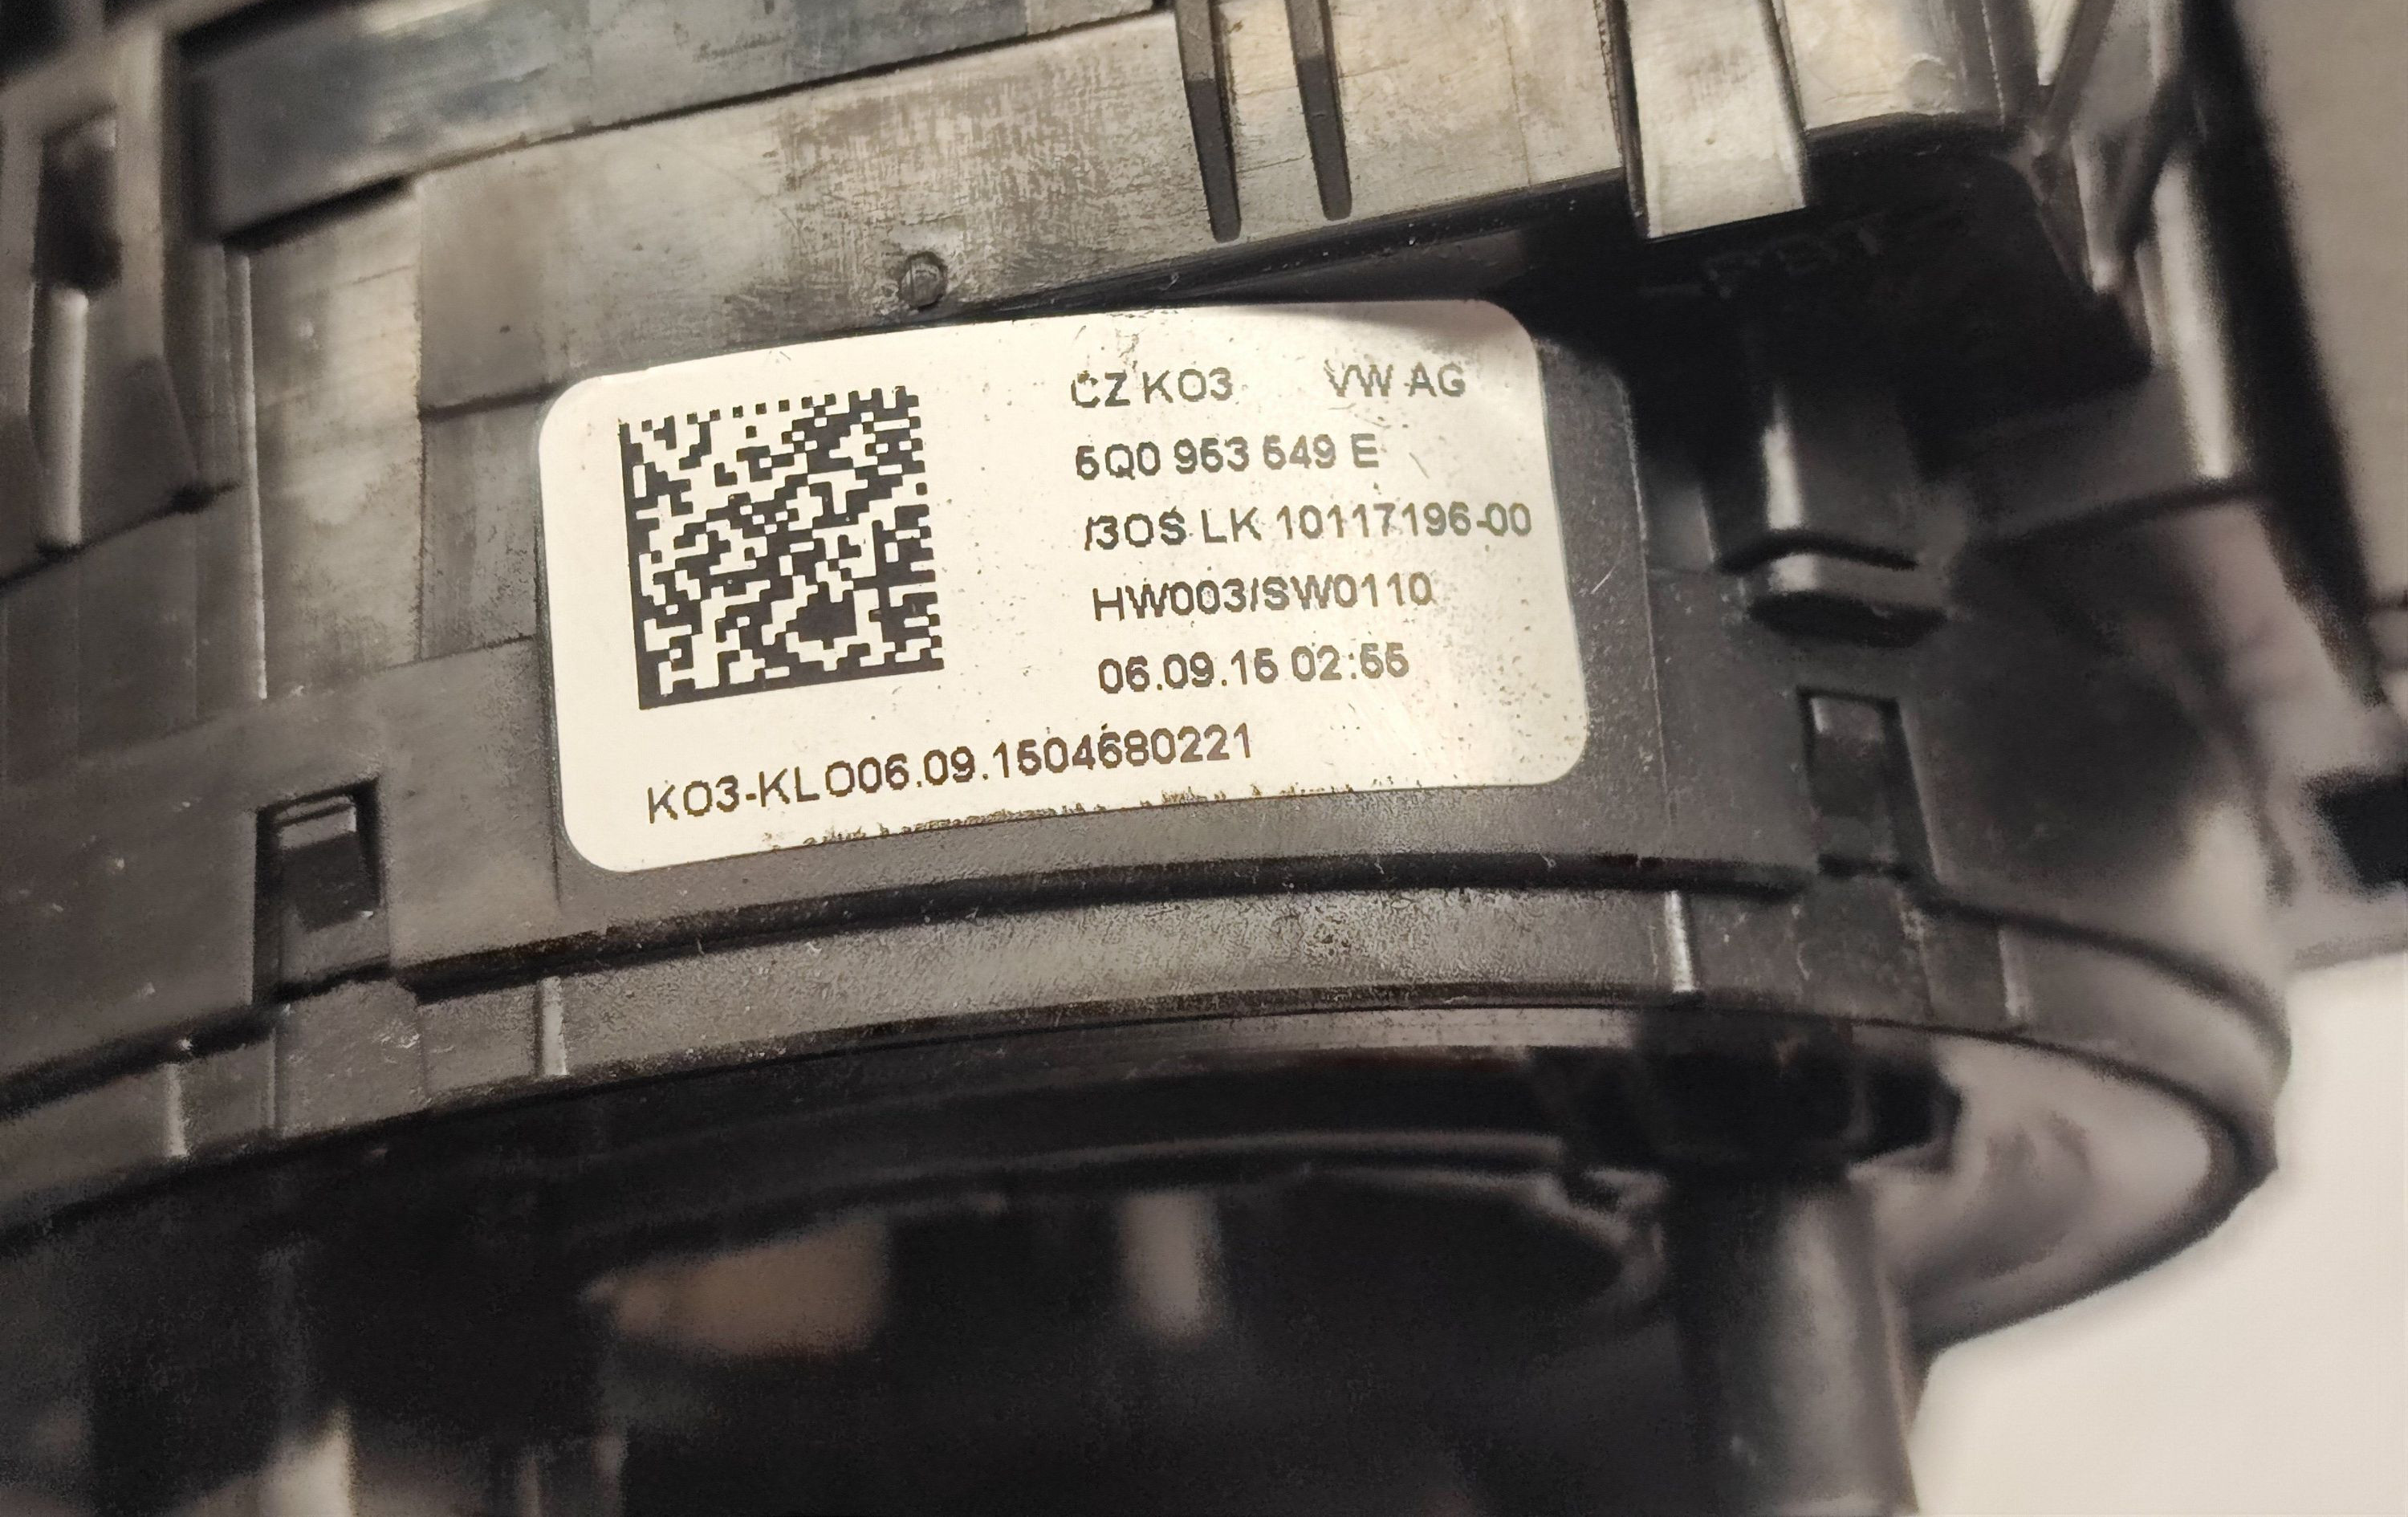 CZ KO3 VW AG
5Q0 953 549 E
/3OS LK 10117196-00
HW003/SW0110
06.09.15 02:55
KO3-KLO06.09.1504680221